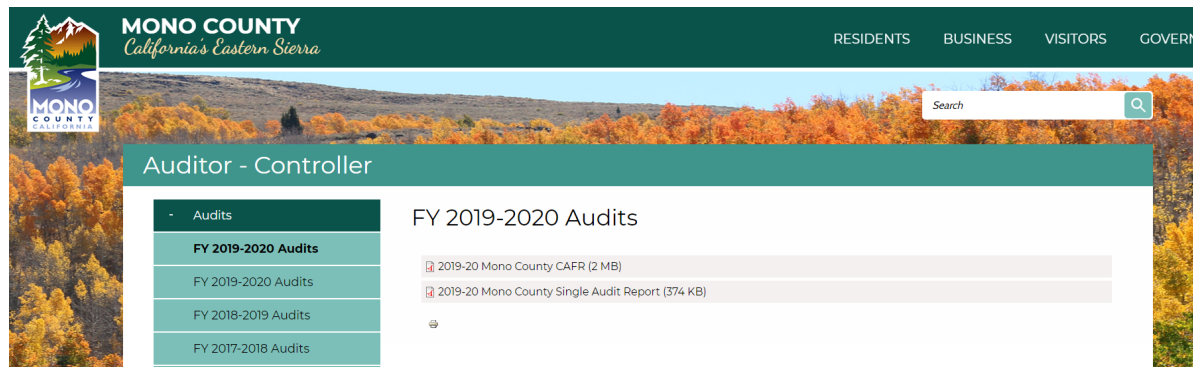 MONO COUNTY
California's Eastern Sierra
RESIDENTS BUSINESS VISITORS GOVERN
MONO
COUNTY
CALIFORNIA
Search
Auditor - Controller
- Audits
FY 2019-2020 Audits
FY 2019-2020 Audits
FY 2018-2019 Audits
FY 2017-2018 Audits
FY 2019-2020 Audits
2019-20 Mono County CAFR (2 MB)
2019-20 Mono County Single Audit Report (374 KB)